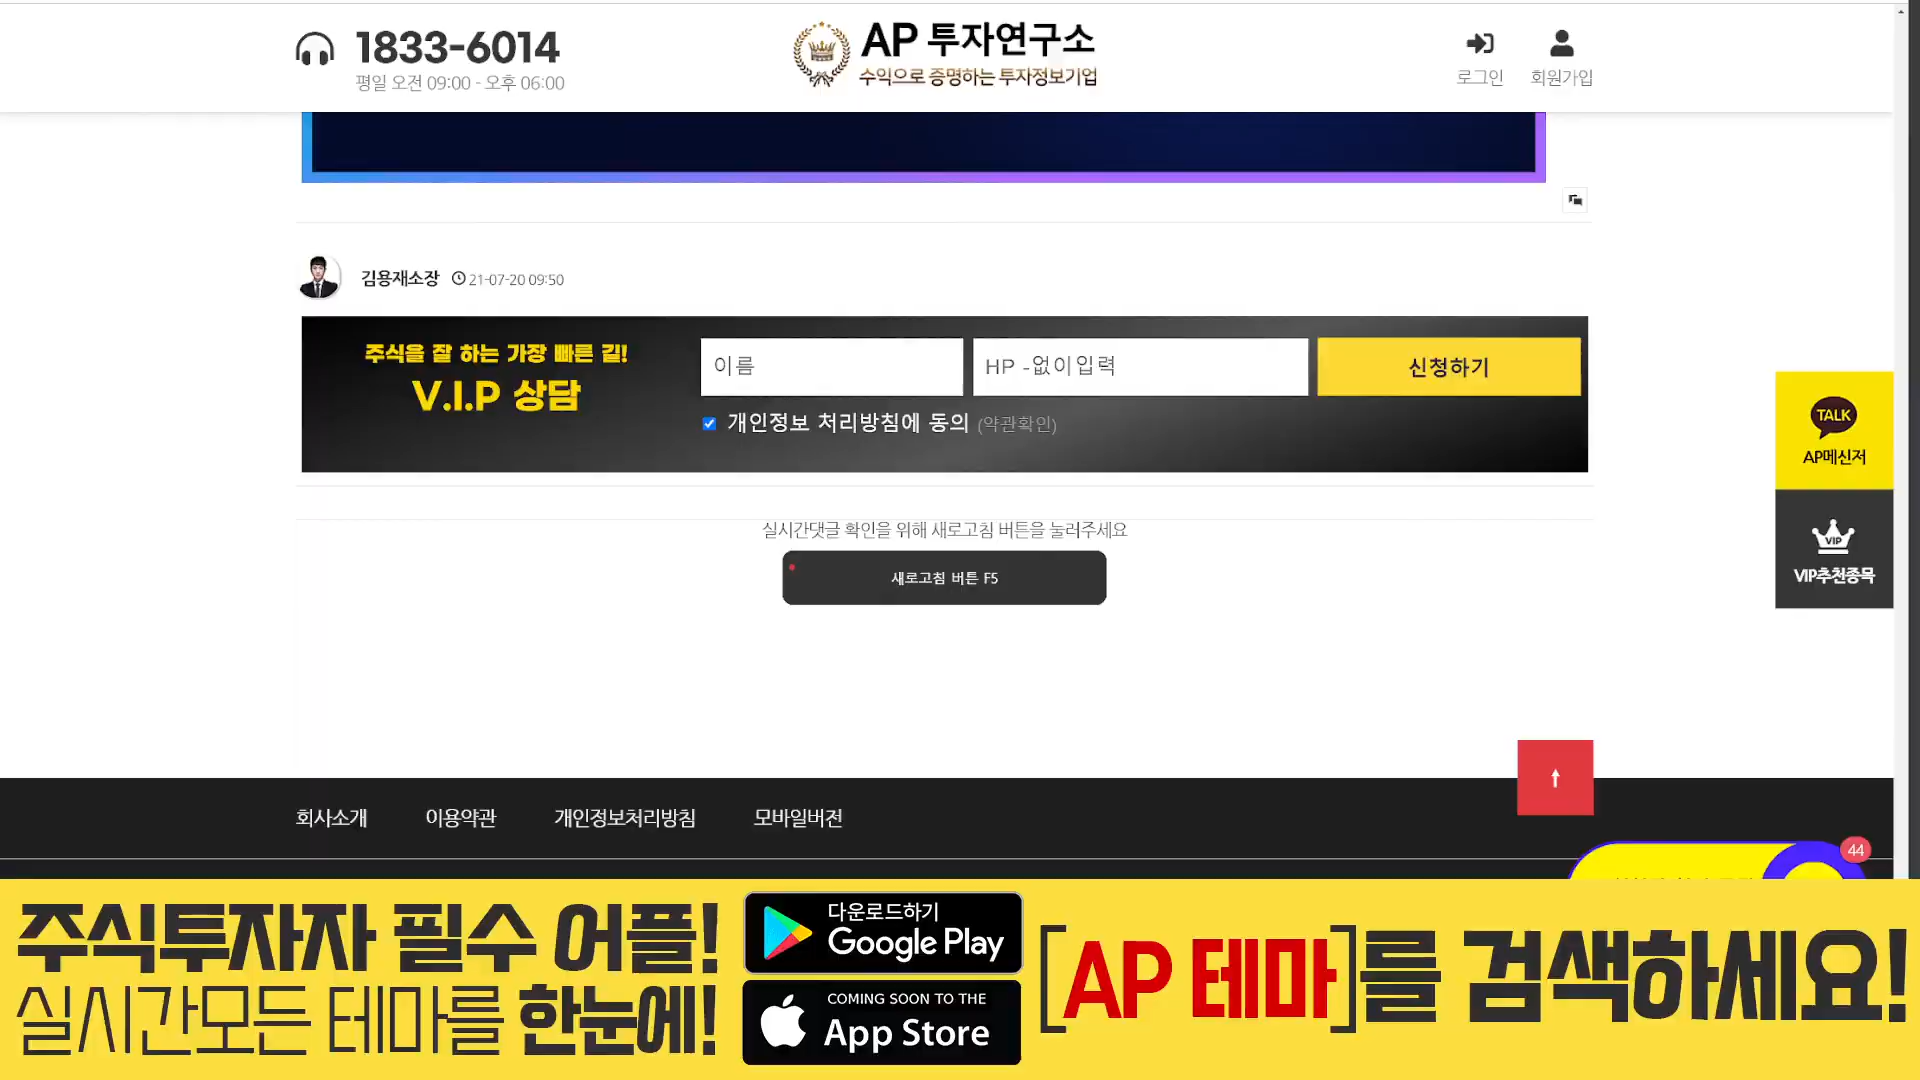 1833-6014
평일 오전 09:00 - 오후 06:00
AP 투자연구소
수익으로 증명하는 투자정보기업
로그인
회원가입
김용재소장 21-07-20 09:50
주식을 잘 하는 가장 빠른 길!
V.I.P 상담
이름
HP -없이입력
신청하기
개인정보 처리방침에 동의 (약관확인)
TALK
AP메신저
VIP
VIP추천종목
실시간댓글 확인을 위해 새로고침 버튼을 눌러주세요
새로고침 버튼 F5
회사소개
이용약관
개인정보처리방침
모바일버젼
44
주식투자자 필수 어플!
실시간모든 테마를 한눈에!
다운로드하기
Google Play
COMING SOON TO THE
App Store
[AP 테마]를 검색하세요!